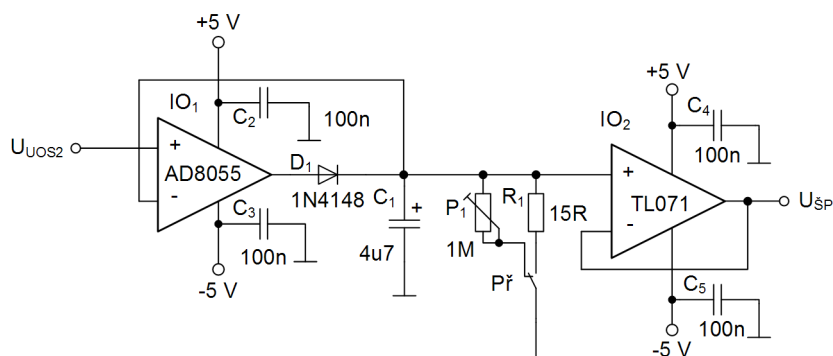 +5 V
IO1
C2
100n
UUOS2
+
AD8055
-
D1
1N4148
C3
100n
-5 V
C1
+
4u7
P1
1M
R1
15R
Př
+5 V
IO2
C4
100n
+
TL071
-
UŠP
C5
100n
-5 V